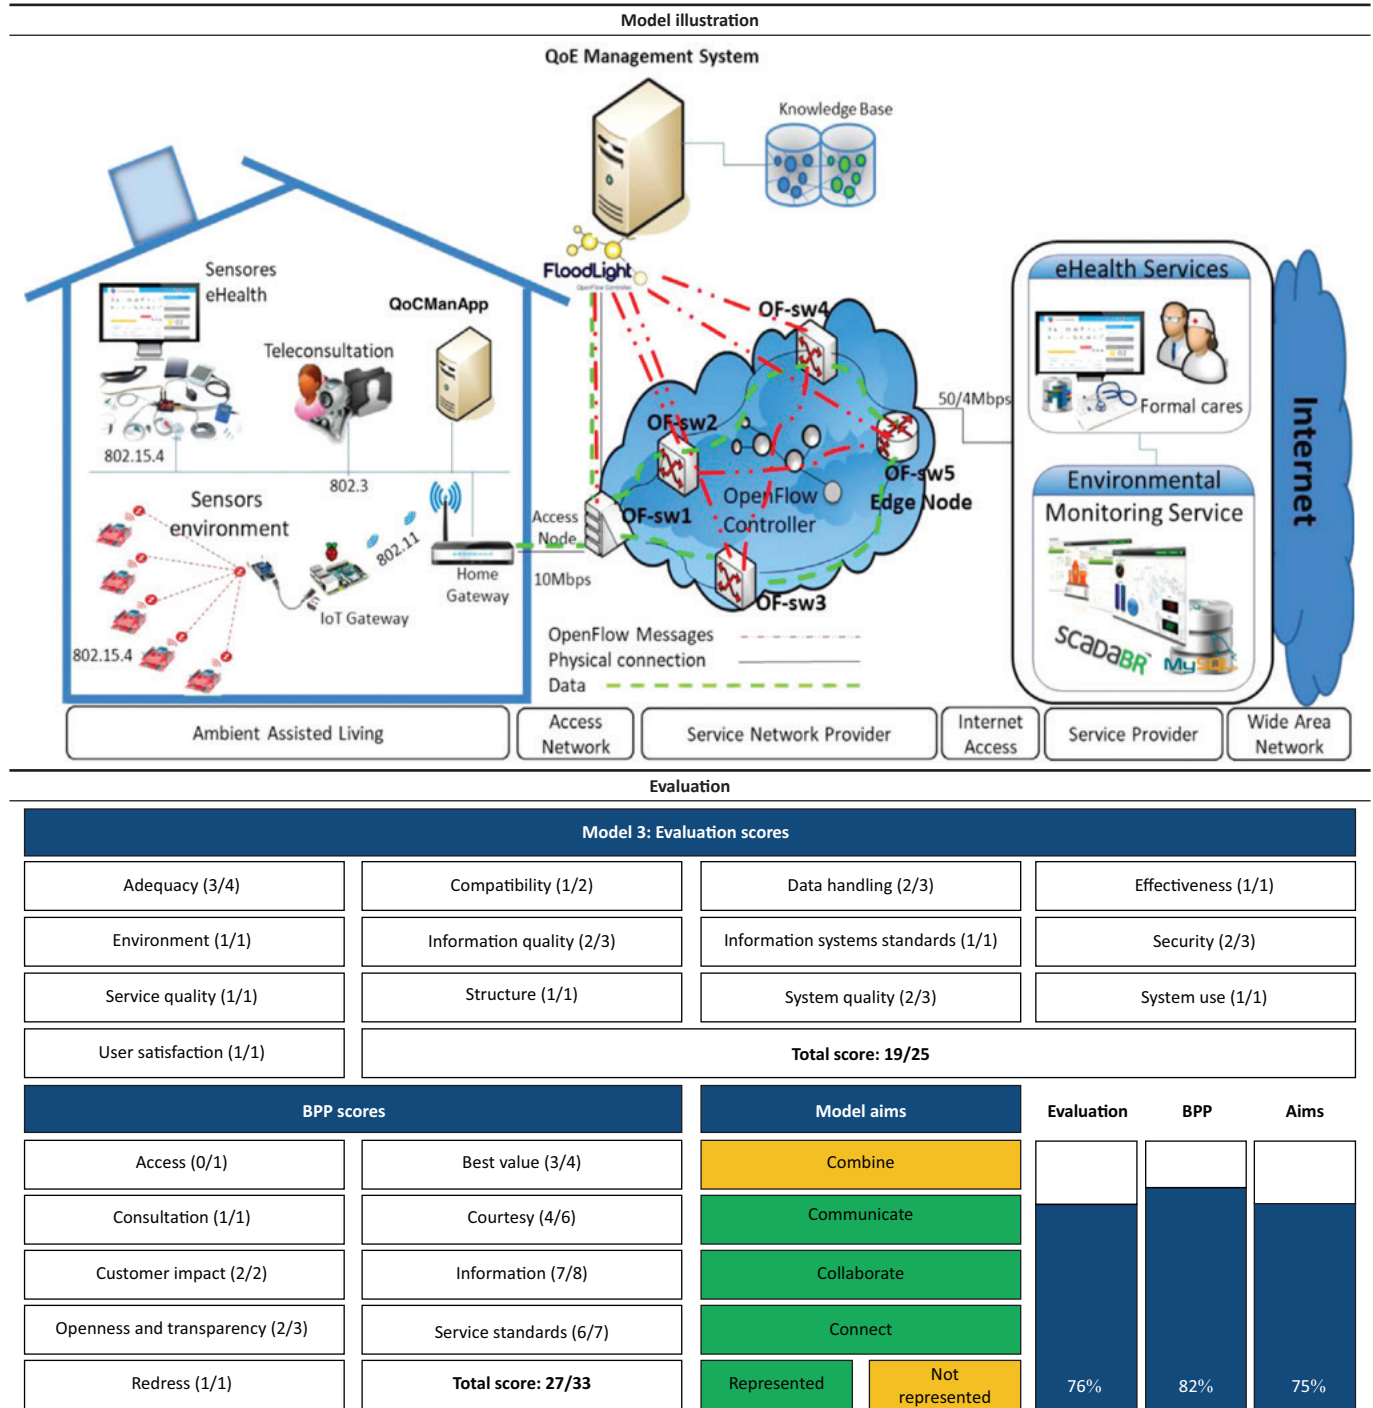 Model illustration
QoE Management System
Knowledge Base
FloodLight
OpenFlow Controller
Sensores
eHealth
QoCManApp
Teleconsultation
802.15.4
802.3
Sensors
environment
802.11
IoT Gateway
Home
Gateway
802.15.4
Access
Node
10Mbps
OF-sw1
OF-sw2
OF-sw3
OF-sw4
OF-sw5
Edge Node
OpenFlow
Controller
50/4Mbps
eHealth Services
Formal cares
Environmental
Monitoring Service
SCADABR
MySQL
Internet
OpenFlow Messages
Physical connection
Data
Ambient Assisted Living
Access
Network
Service Network Provider
Internet
Access
Service Provider
Wide Area
Network
Evaluation
Model 3: Evaluation scores
Adequacy (3/4)
Compatibility (1/2)
Data handling (2/3)
Effectiveness (1/1)
Environment (1/1)
Information quality (2/3)
Information systems standards (1/1)
Security (2/3)
Service quality (1/1)
Structure (1/1)
System quality (2/3)
System use (1/1)
User satisfaction (1/1)
Total score: 19/25
BPP scores
Model aims
Evaluation
BPP
Aims
Access (0/1)
Best value (3/4)
Combine
Consultation (1/1)
Courtesy (4/6)
Communicate
Customer impact (2/2)
Information (7/8)
Collaborate
Openness and transparency (2/3)
Service standards (6/7)
Connect
Redress (1/1)
Total score: 27/33
Represented
Not
represented
76%
82%
75%